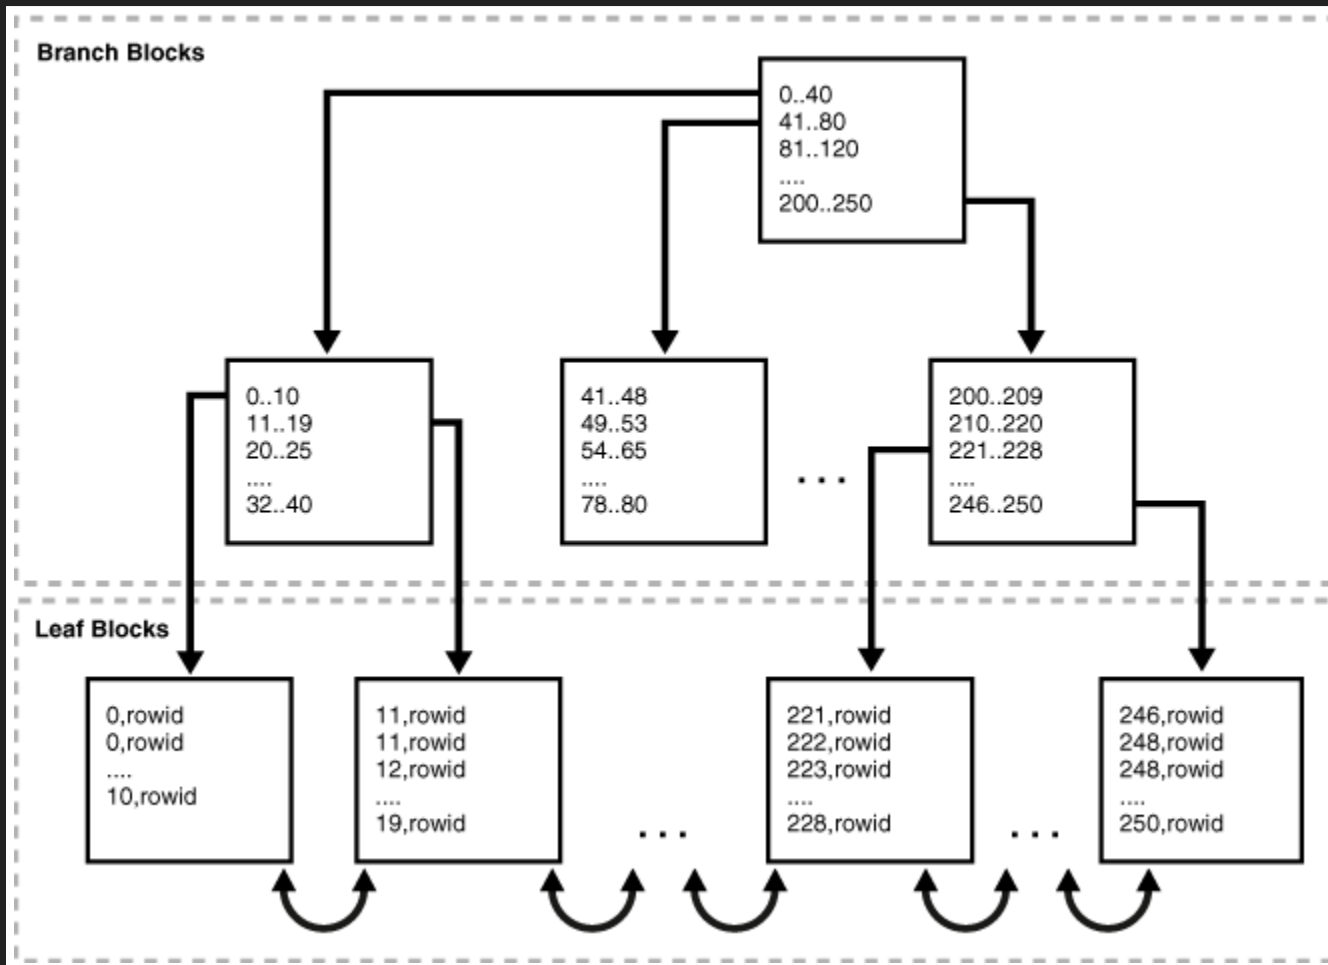 Branch Blocks
0..40
41..80
81..120
....
200..250
0..10
11..19
20..25
....
32..40
41..48
49..53
54..65
....
78..80
...
200..209
210..220
221..228
....
246..250
Leaf Blocks
0,rowid
0,rowid
....
10,rowid
11,rowid
11,rowid
12,rowid
....
19,rowid
...
221,rowid
222,rowid
223,rowid
....
228,rowid
...
246,rowid
248,rowid
248,rowid
....
250,rowid